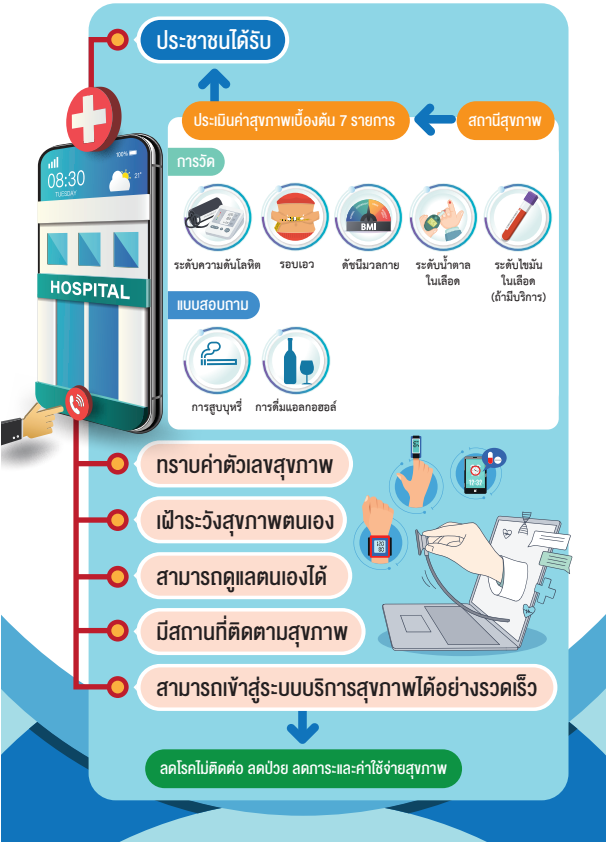 ประชาชนได้รับ
ประเมินค่าสุขภาพเบื้องต้น 7 รายการ
สถานีสุขภาพ
100%
08:30
TUESDAY
21°
HOSPITAL
การวัด
BMI
ระดับความดันโลหิต
รอบเอว
ดัชนีมวลกาย
ระดับน้ำตาล
ในเลือด
ระดับไขมัน
ในเลือด
(ถ้ามีบริการ)
แบบสอบถาม
การสูบบุหรี่
การดื่มแอลกอฮอล์
ทราบค่าตัวเลขสุขภาพ
เฝ้าระวังสุขภาพตนเอง
สามารถดูแลตนเองได้
มีสถานที่ติดตามสุขภาพ
สามารถเข้าสู่ระบบบริการสุขภาพได้อย่างรวดเร็ว
120
80
ลดโรคไม่ติดต่อ ลดป่วย ลดภาระและค่าใช้จ่ายสุขภาพ